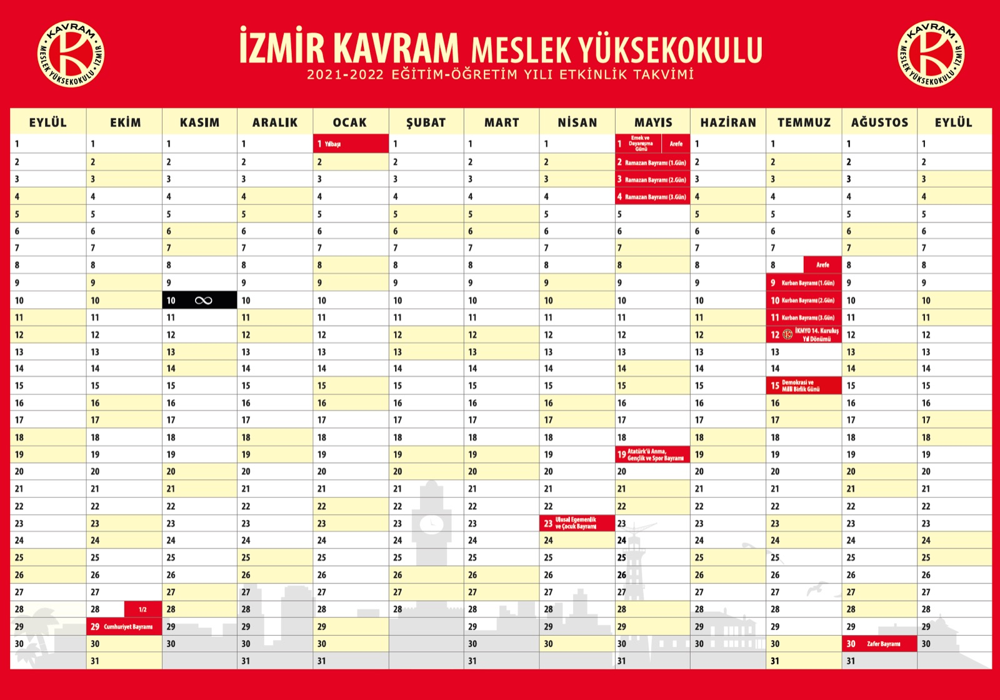 KAVRAM
MESLEK YÜKSEKOKULU • İZMİR
İZMİR KAVRAM MESLEK YÜKSEKOKULU
2021-2022 EĞİTİM-ÖĞRETİM YILI ETKİNLİK TAKVİMİ
KAVRAM
MESLEK YÜKSEKOKULU • İZMİR
EYLÜL EKİM KASIM ARALIK OCAK ŞUBAT MART NİSAN MAYIS HAZİRAN TEMMUZ AĞUSTOS EYLÜL
1 1 1 1 1 Yılbaşı 1 1 1 1 Emek ve Dayanışma Günü Arefe 1 1 1 1
2 2 2 2 2 2 2 2 2 Ramazan Bayramı (1.Gün) 2 2 2 2
3 3 3 3 3 3 3 3 3 Ramazan Bayramı (2.Gün) 3 3 3 3
4 4 4 4 4 4 4 4 4 Ramazan Bayramı (3.Gün) 4 4 4 4
5 5 5 5 5 5 5 5 5 5 5 5 5
6 6 6 6 6 6 6 6 6 6 6 6 6
7 7 7 7 7 7 7 7 7 7 7 7 7
8 8 8 8 8 8 8 8 8 8 8 Arefe 8 8
9 9 9 9 9 9 9 9 9 9 9 Kurban Bayramı (1.Gün) 9 9
10 10 10 ∞ 10 10 10 10 10 10 10 10 Kurban Bayramı (2.Gün) 10 10
11 11 11 11 11 11 11 11 11 11 11 Kurban Bayramı (3.Gün) 11 11
12 12 12 12 12 12 12 12 12 12 12 K İKMYO 14. Kuruluş Yıl Dönümü 12 12
13 13 13 13 13 13 13 13 13 13 13 13 13
14 14 14 14 14 14 14 14 14 14 14 14 14
15 15 15 15 15 15 15 15 15 15 15 Demokrasi ve Milli Birlik Günü 15 15
16 16 16 16 16 16 16 16 16 16 16 16 16
17 17 17 17 17 17 17 17 17 17 17 17 17
18 18 18 18 18 18 18 18 18 18 18 18 18
19 19 19 19 19 19 19 19 19 Atatürk'ü Anma, Gençlik ve Spor Bayramı 19 19 19 19
20 20 20 20 20 20 20 20 20 20 20 20 20
21 21 21 21 21 21 21 21 21 21 21 21 21
22 22 22 22 22 22 22 22 22 22 22 22 22
23 23 23 23 23 23 23 23 Ulusal Egemenlik ve Çocuk Bayramı 23 23 23 23 23
24 24 24 24 24 24 24 24 24 24 24 24 24
25 25 25 25 25 25 25 25 25 25 25 25 25
26 26 26 26 26 26 26 26 26 26 26 26 26
27 27 27 27 27 27 27 27 27 27 27 27 27
28 28 1/2 28 28 28 28 28 28 28 28 28 28 28
29 29 Cumhuriyet Bayramı 29 29 29 29 29 29 29 29 29 29
30 30 30 30 30 30 30 30 30 30 30 Zafer Bayramı 30
31 31 31 31 31 31 31